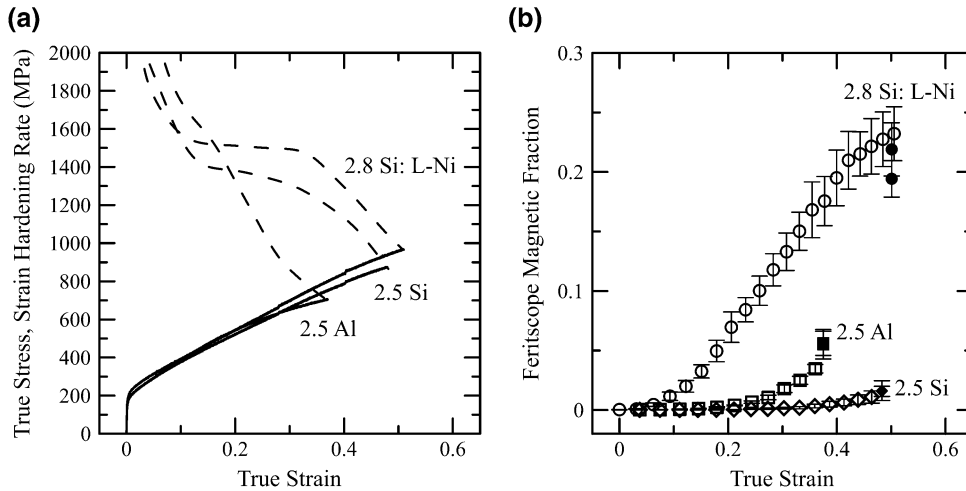 (a)
True Stress, Strain Hardening Rate (MPa)
2000
1800
1600
1400
1200
1000
800
600
400
200
0
2.8 Si: L-Ni
2.5 Si
2.5 Al
0 0.2 0.4 0.6
True Strain
(b)
Feritscope Magnetic Fraction
0.3
0.2
0.1
0
2.8 Si: L-Ni
2.5 Al
2.5 Si
0 0.2 0.4 0.6
True Strain